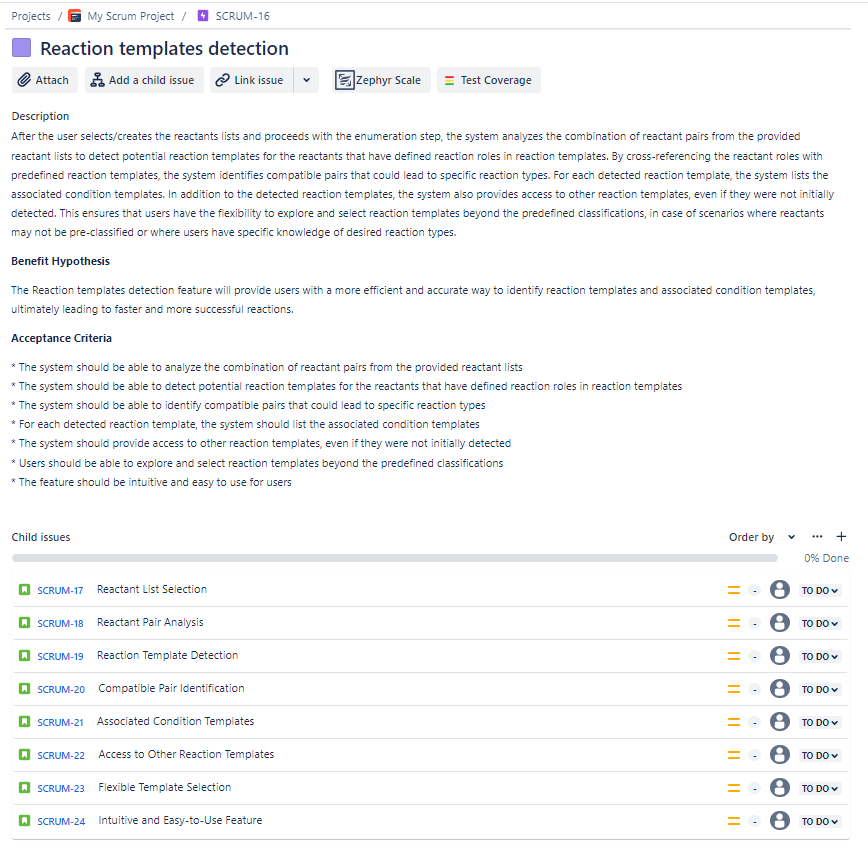 Projects / My Scrum Project / SCRUM-16
Reaction templates detection
Attach Add a child issue Link issue Zephyr Scale Test Coverage
Description
After the user selects/creates the reactants lists and proceeds with the enumeration step, the system analyzes the combination of reactant pairs from the provided
reactant lists to detect potential reaction templates for the reactants that have defined reaction roles in reaction templates. By cross-referencing the reactant roles with
predefined reaction templates, the system identifies compatible pairs that could lead to specific reaction types. For each detected reaction template, the system lists the
associated condition templates. In addition to the detected reaction templates, the system also provides access to other reaction templates, even if they were not initially
detected. This ensures that users have the flexibility to explore and select reaction templates beyond the predefined classifications, in case of scenarios where reactants
may not be pre-classified or where users have specific knowledge of desired reaction types.
Benefit Hypothesis
The Reaction templates detection feature will provide users with a more efficient and accurate way to identify reaction templates and associated condition templates,
ultimately leading to faster and more successful reactions.
Acceptance Criteria
* The system should be able to analyze the combination of reactant pairs from the provided reactant lists
* The system should be able to detect potential reaction templates for the reactants that have defined reaction roles in reaction templates
* The system should be able to identify compatible pairs that could lead to specific reaction types
* For each detected reaction template, the system should list the associated condition templates
* The system should provide access to other reaction templates, even if they were not initially detected
* Users should be able to explore and select reaction templates beyond the predefined classifications
* The feature should be intuitive and easy to use for users
Child issues Order by ··· +
0% Done
SCRUM-17 Reactant List Selection - TO DO
SCRUM-18 Reactant Pair Analysis - TO DO
SCRUM-19 Reaction Template Detection - TO DO
SCRUM-20 Compatible Pair Identification - TO DO
SCRUM-21 Associated Condition Templates - TO DO
SCRUM-22 Access to Other Reaction Templates - TO DO
SCRUM-23 Flexible Template Selection - TO DO
SCRUM-24 Intuitive and Easy-to-Use Feature - TO DO